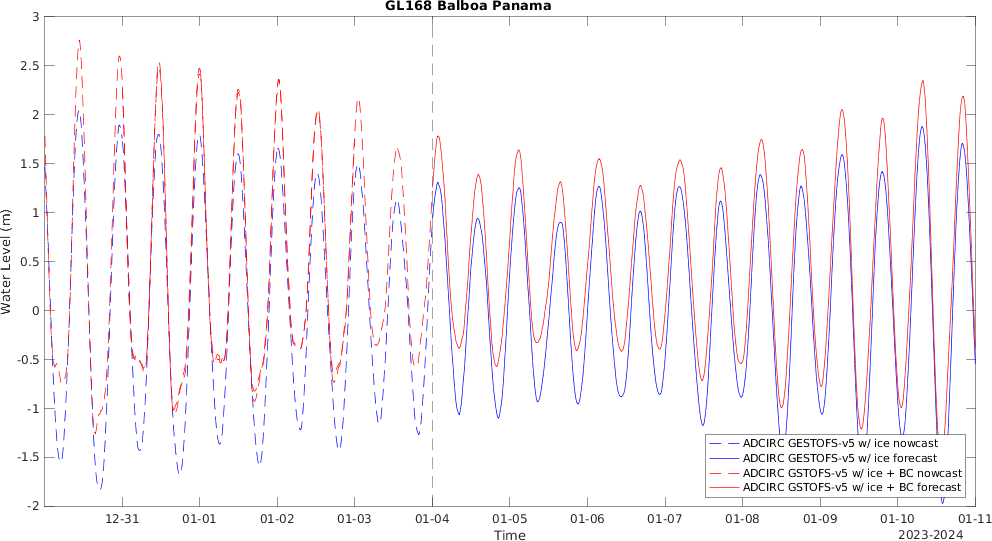 GL168 Balboa Panama
3
2.5
2
1.5
1
0.5
0
-0.5
-1
-1.5
-2
Water Level (m)
ADCIRC GESTOFS-v5 w/ ice nowcast
ADCIRC GESTOFS-v5 w/ ice forecast
ADCIRC GSTOFS-v5 w/ ice + BC nowcast
ADCIRC GSTOFS-v5 w/ ice + BC forecast
12-31 01-01 01-02 01-03 01-04 01-05 01-06 01-07 01-08 01-09 01-10 01-11
Time
2023-2024